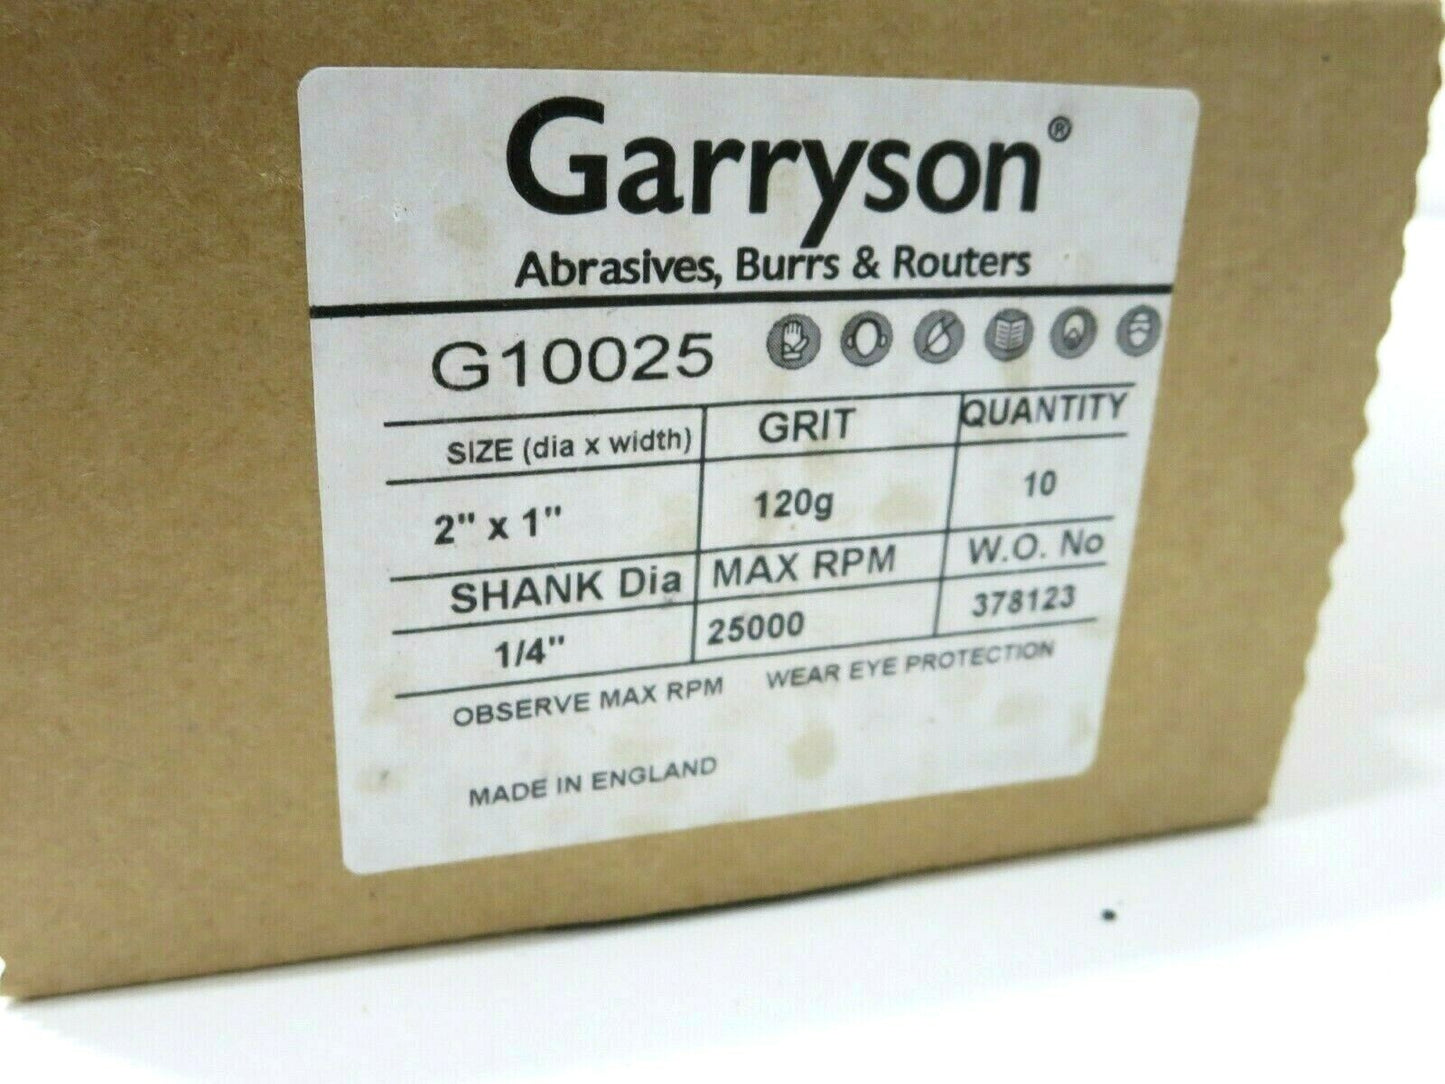 Garryson®
Abrasives, Burrs & Routers
G10025
SIZE (dia x width) GRIT QUANTITY
2" x 1" 120g 10
SHANK Dia MAX RPM W.O. No
1/4" 25000 378123
OBSERVE MAX RPM WEAR EYE PROTECTION
MADE IN ENGLAND